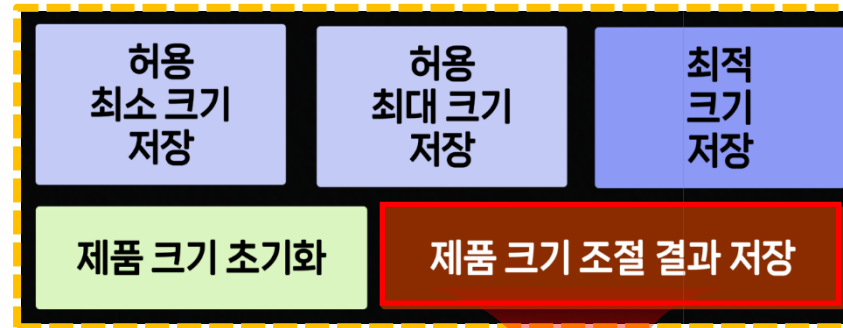 허용
최소 크기
저장
허용
최대 크기
저장
최적
크기
저장
제품 크기 초기화
제품 크기 조절 결과 저장